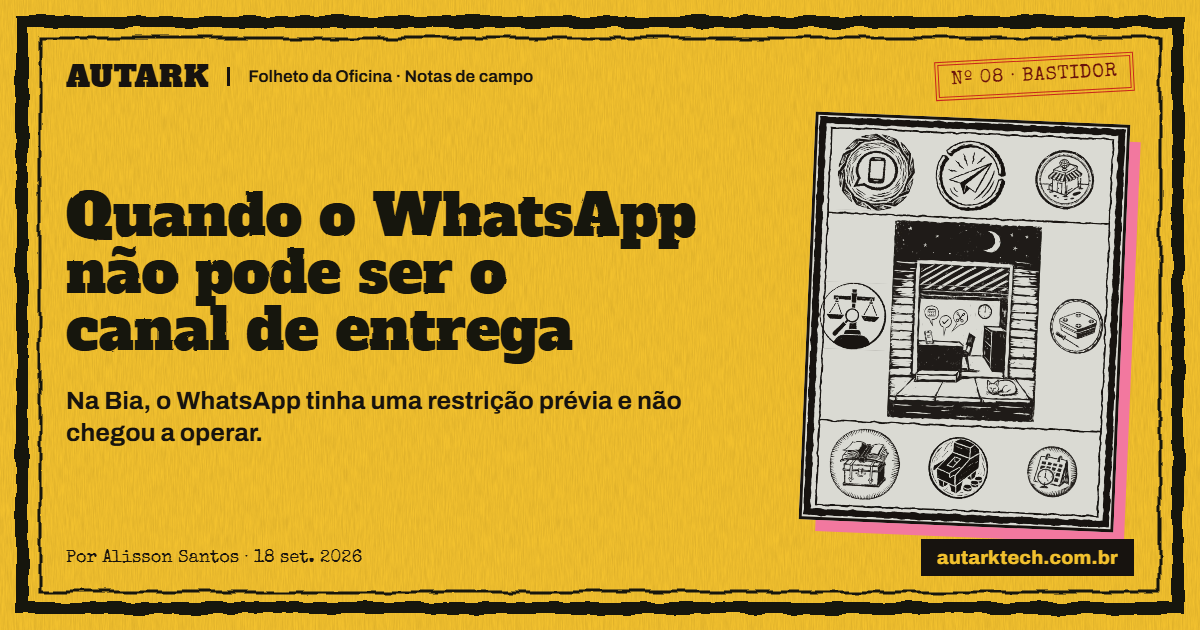 AUTARK | Folheto da Oficina · Notas de campo
Nº 08 · BASTIDOR
Quando o WhatsApp
não pode ser o
canal de entrega
Na Bia, o WhatsApp tinha uma restrição prévia e não
chegou a operar.
Por Alisson Santos · 18 set. 2026
autarktech.com.br